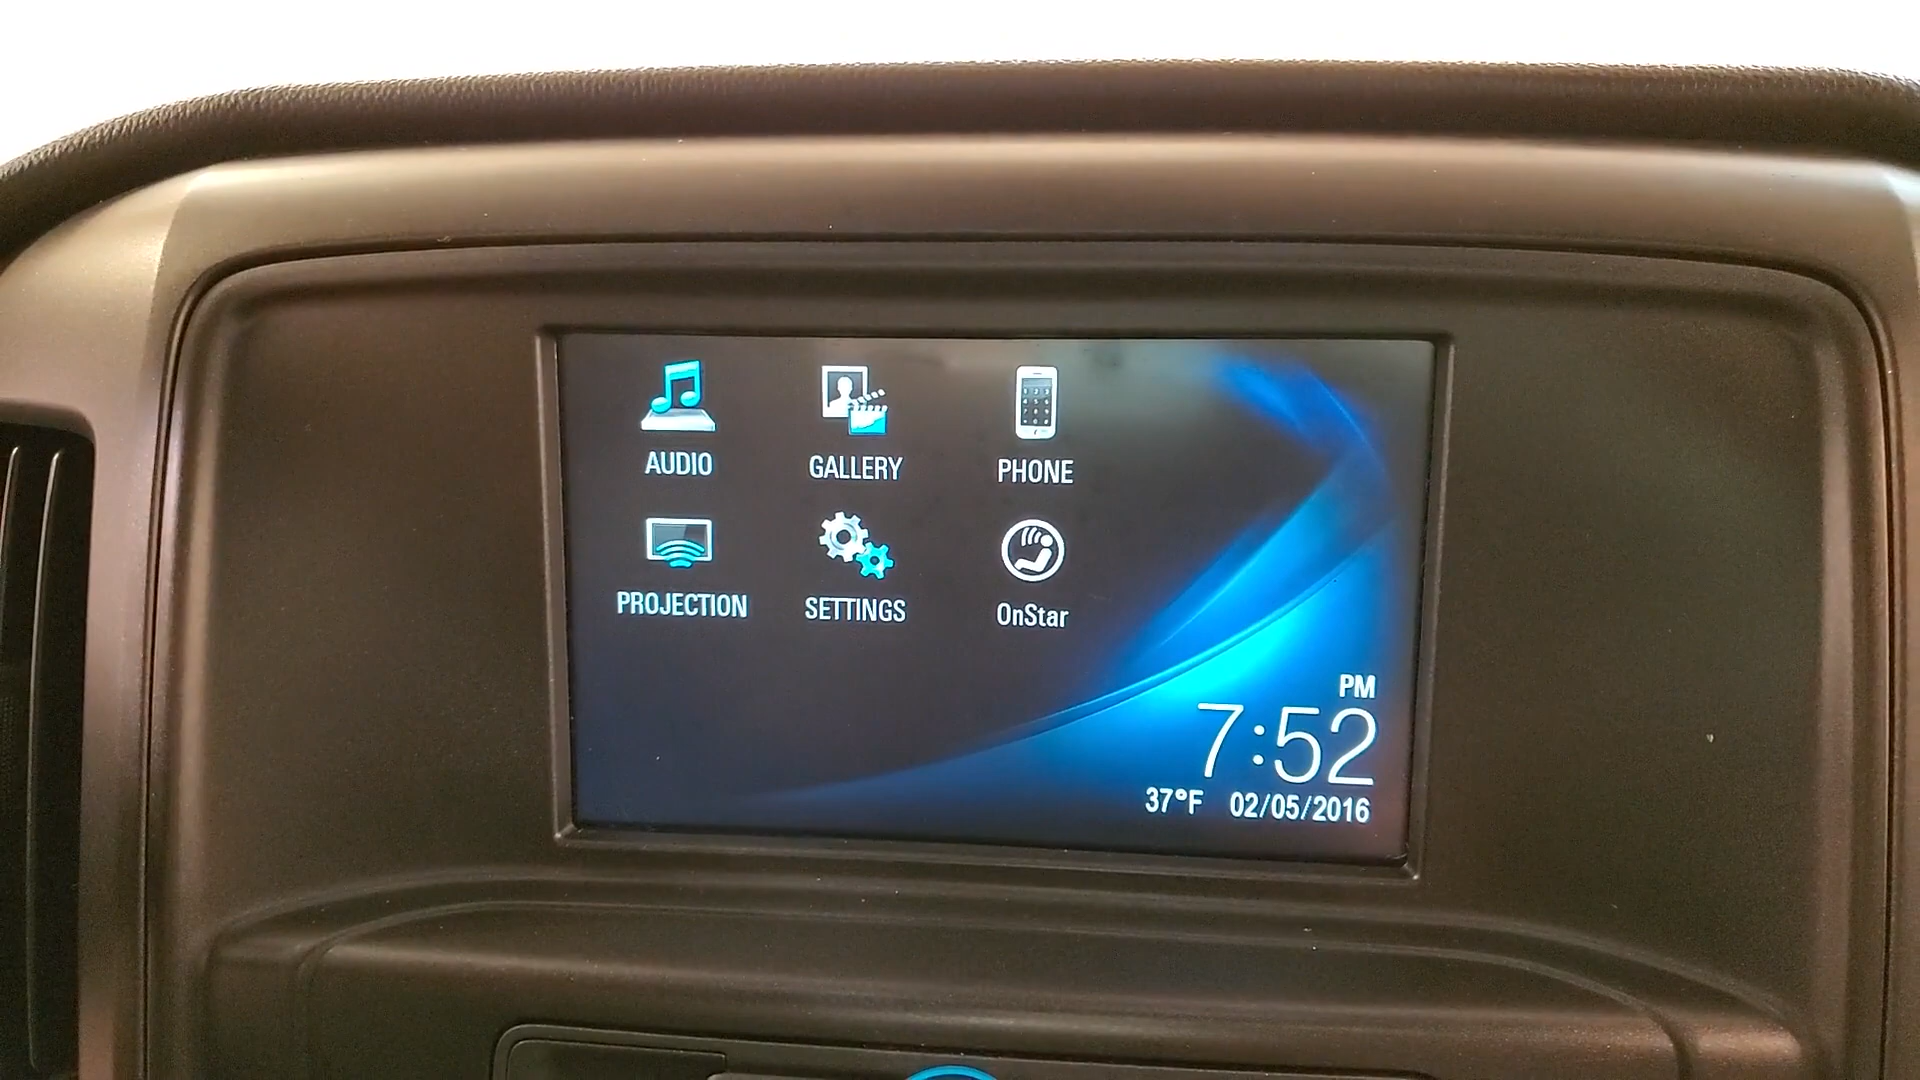 AUDIO GALLERY PHONE
PROJECTION SETTINGS OnStar
PM
7:52
37°F 02/05/2016